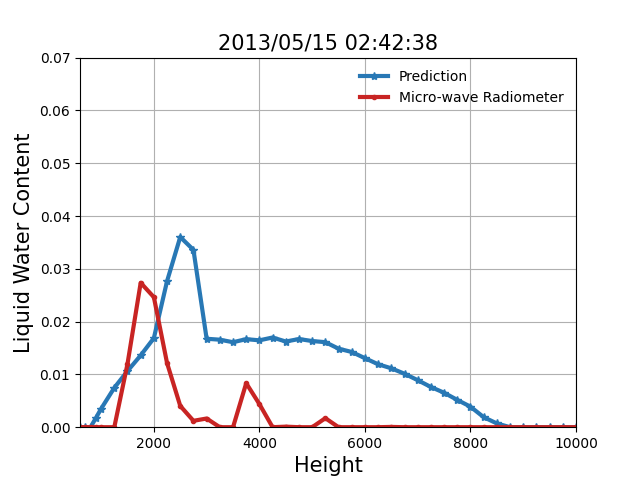 2013/05/15 02:42:38
Prediction
Micro-wave Radiometer
0.07
0.06
0.05
0.04
0.03
0.02
0.01
0.00
Liquid Water Content
2000 4000 6000 8000 10000
Height